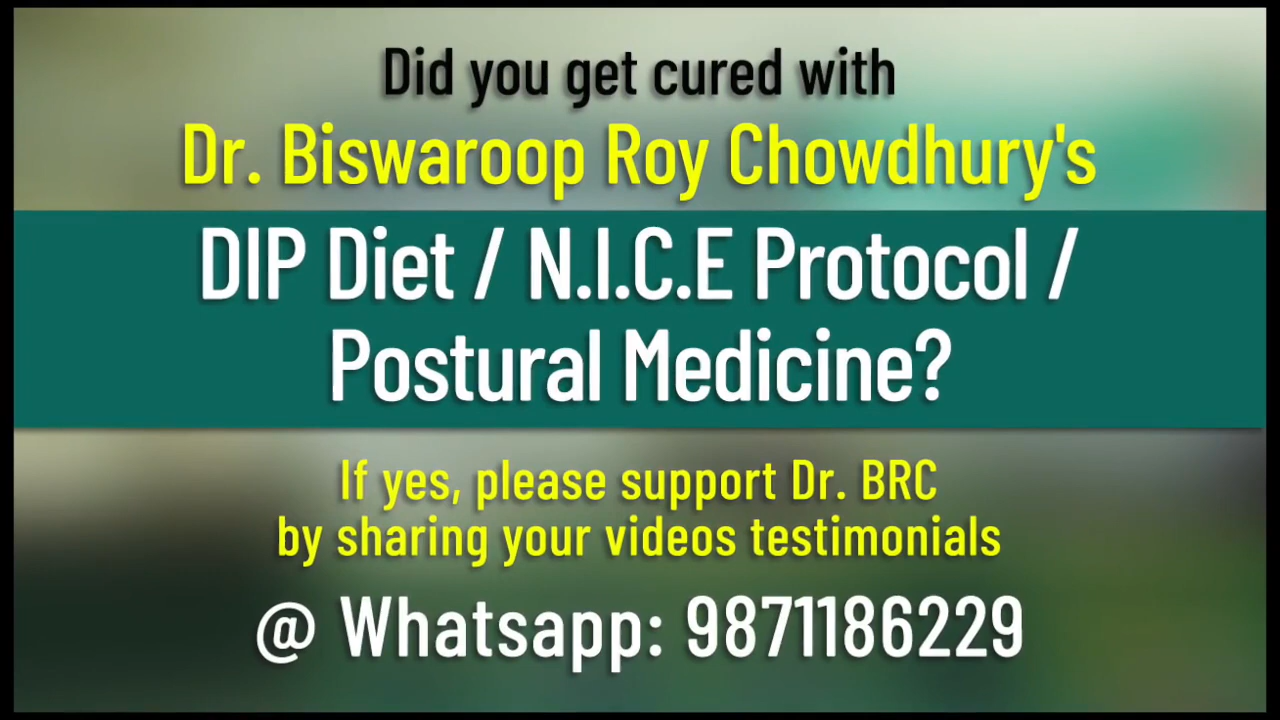 Did you get cured with
Dr. Biswaroop Roy Chowdhury's
DIP Diet / N.I.C.E Protocol /
Postural Medicine?
If yes, please support Dr. BRC
by sharing your videos testimonials
@ Whatsapp: 9871186229